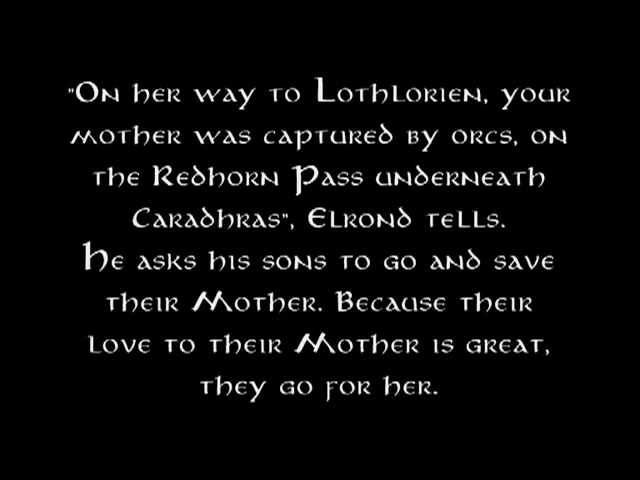 "On her way to Lothlorien, your
mother was captured by orcs, on
the Redhorn Pass underneath
Caradhras", Elrond tells.
He asks his sons to go and save
their Mother. Because their
love to their Mother is great,
they go for her.